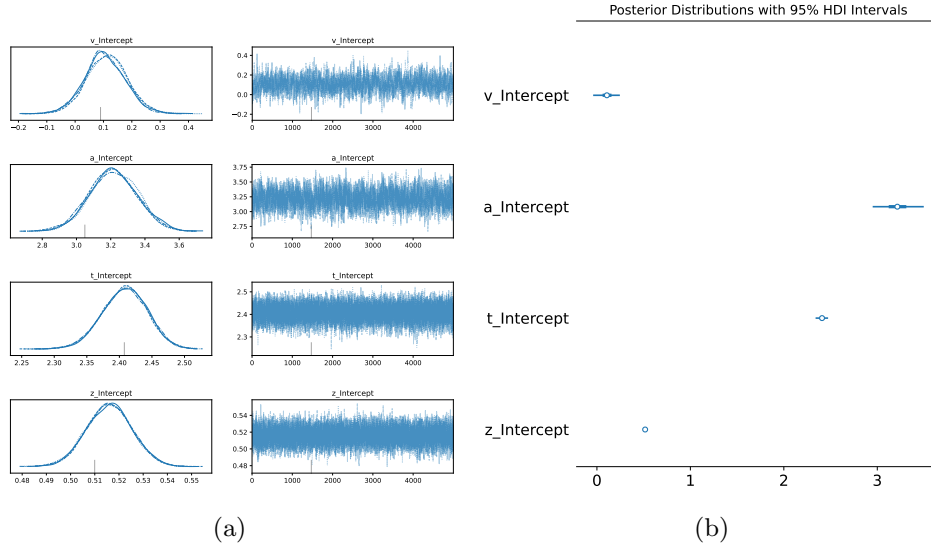 Posterior Distributions with 95% HDI Intervals
v_Intercept
v_Intercept
0.4
0.2
0.0
−0.2
−0.2 −0.1 0.0 0.1 0.2 0.3 0.4
0 1000 2000 3000 4000
v_Intercept
a_Intercept
a_Intercept
3.75
3.50
3.25
3.00
2.75
2.8 3.0 3.2 3.4 3.6
0 1000 2000 3000 4000
a_Intercept
t_Intercept
t_Intercept
2.5
2.4
2.3
2.25 2.30 2.35 2.40 2.45 2.50
0 1000 2000 3000 4000
t_Intercept
z_Intercept
z_Intercept
0.54
0.52
0.50
0.48
0.48 0.49 0.50 0.51 0.52 0.53 0.54 0.55
0 1000 2000 3000 4000
z_Intercept
0 1 2 3
(a)
(b)